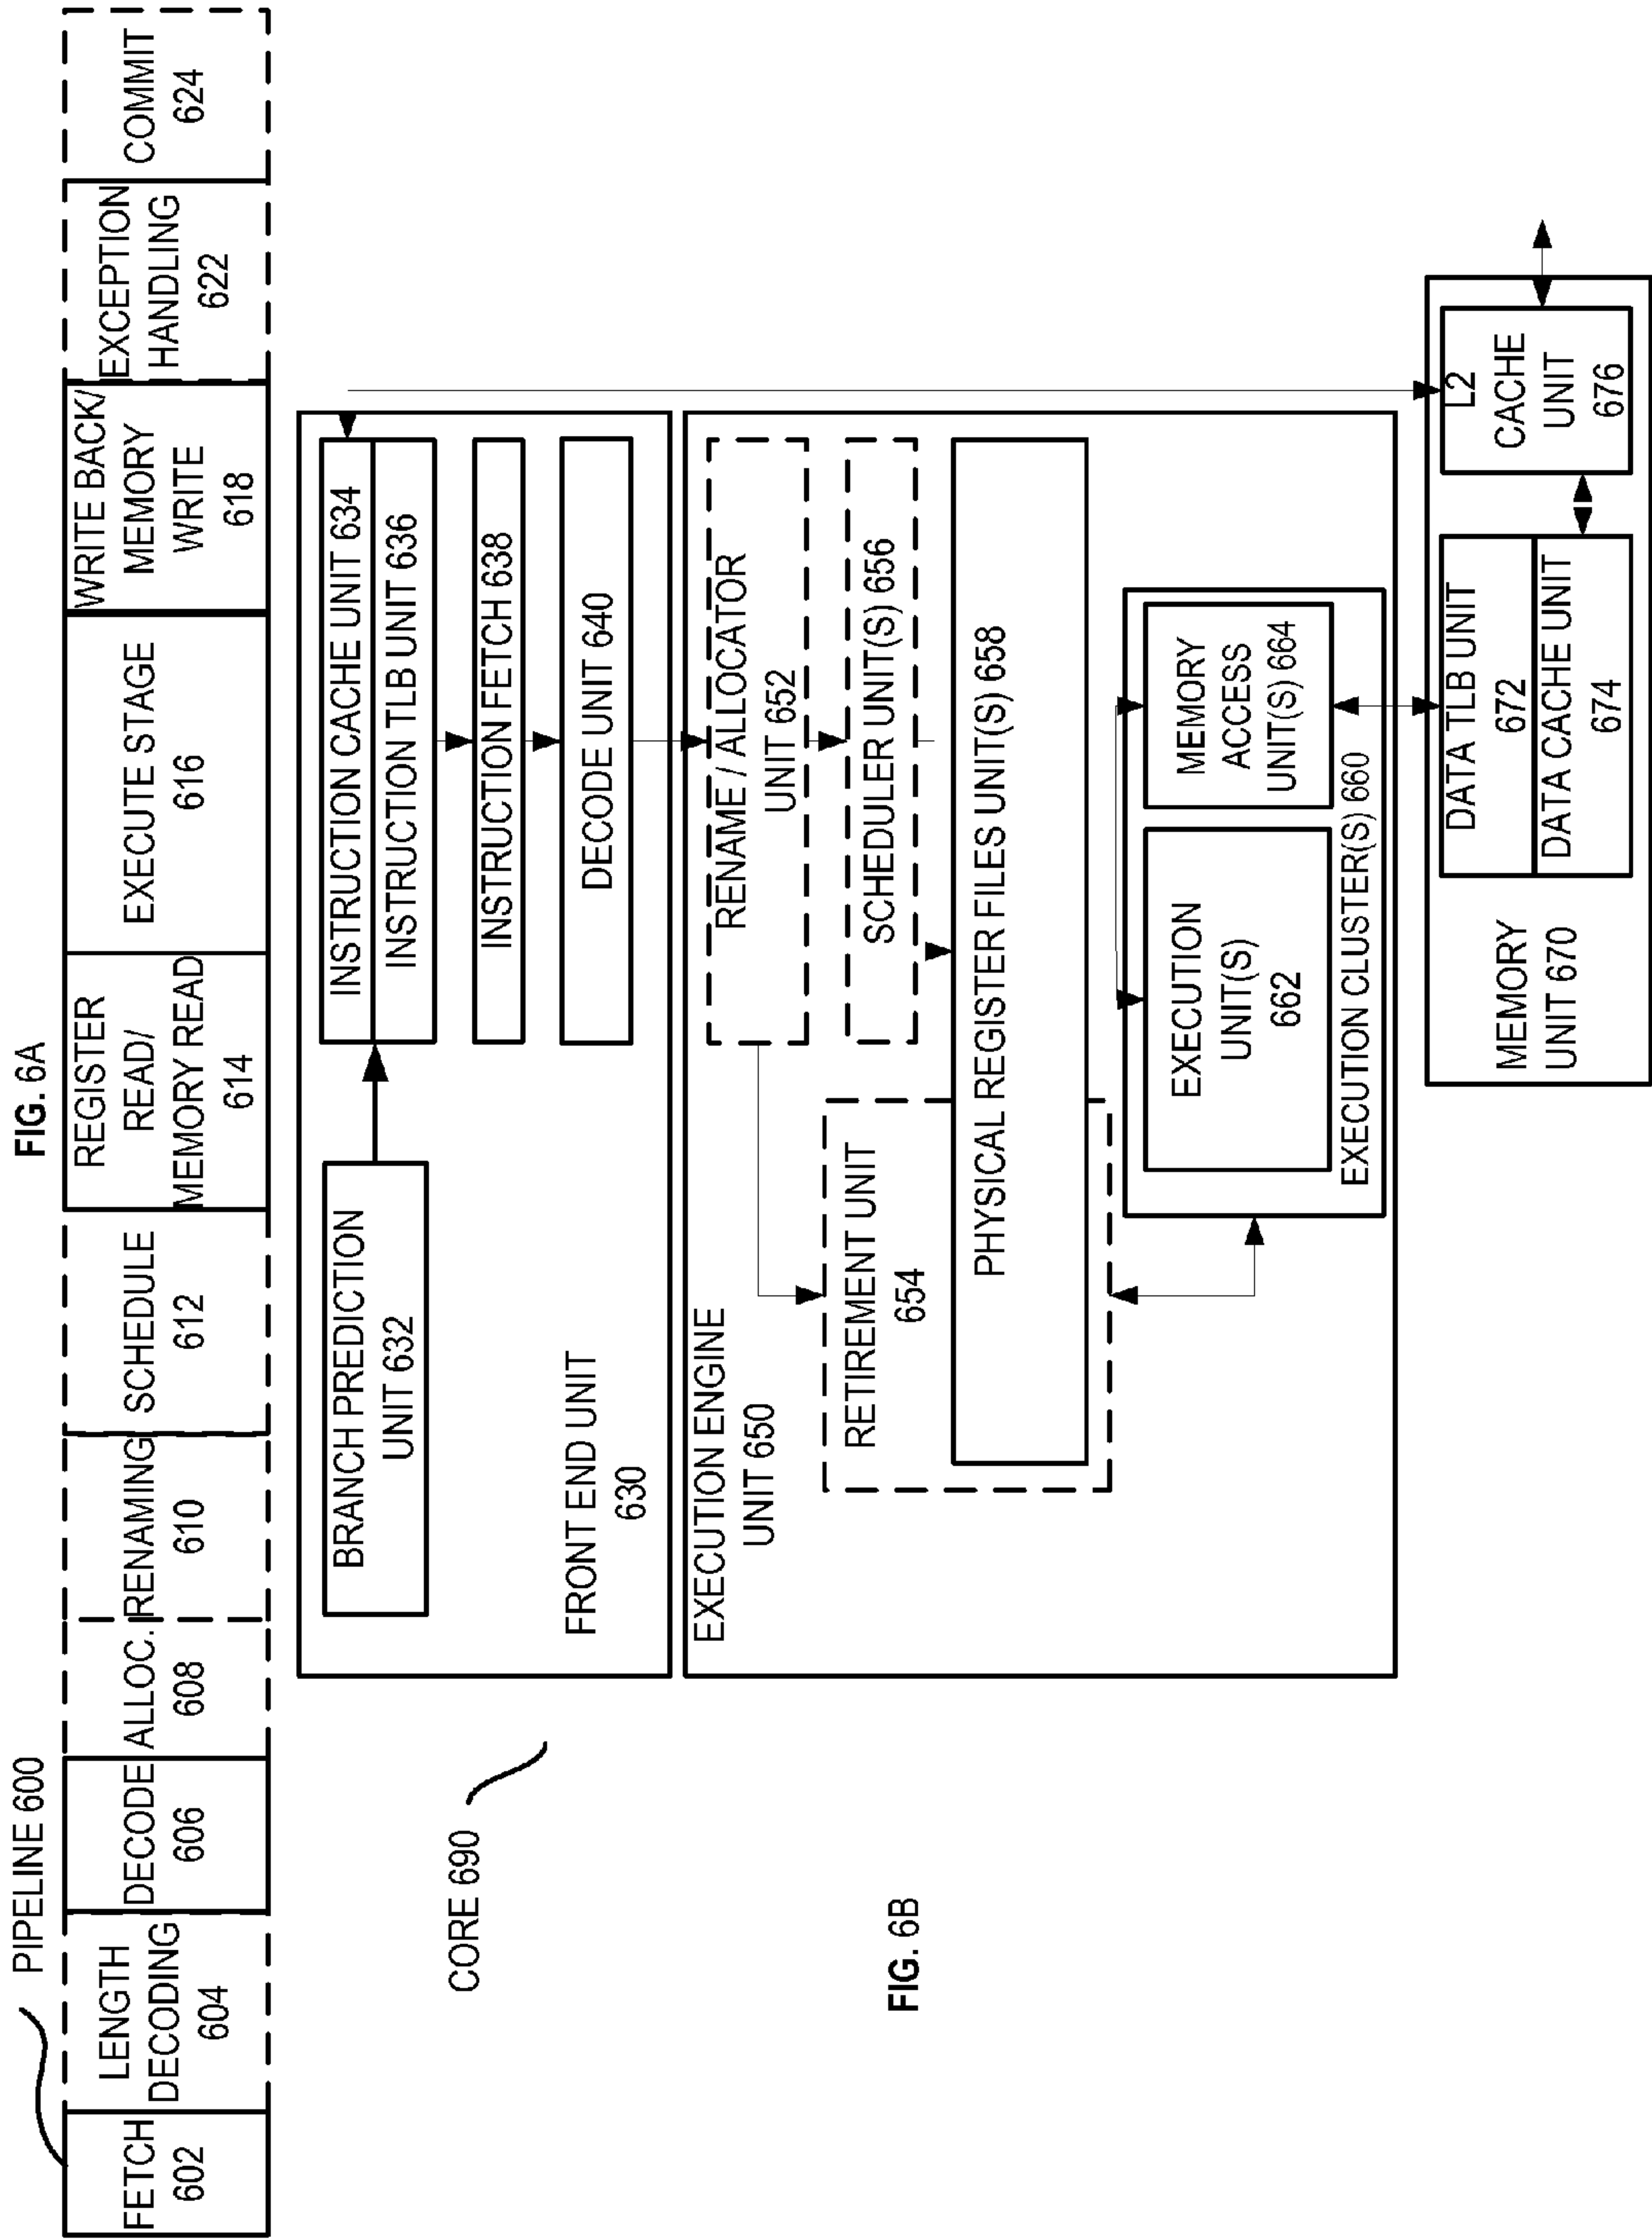 FIG. 6A
PIPELINE 600
FETCH
602
LENGTH
DECODING
604
DECODE
606
ALLOC.
608
RENAMING
610
SCHEDULE
612
REGISTER
READ/
MEMORY READ
614
EXECUTE STAGE
616
WRITE BACK/
MEMORY
WRITE
618
EXCEPTION
HANDLING
622
COMMIT
624
CORE 690
BRANCH PREDICTION
UNIT 632
INSTRUCTION CACHE UNIT 634
INSTRUCTION TLB UNIT 636
INSTRUCTION FETCH 638
DECODE UNIT 640
FRONT END UNIT
630
EXECUTION ENGINE
UNIT 650
RENAME / ALLOCATOR
UNIT 652
SCHEDULER UNIT(S) 656
RETIREMENT UNIT
654
PHYSICAL REGISTER FILES UNIT(S) 658
EXECUTION
UNIT(S)
662
MEMORY
ACCESS
UNIT(S) 664
EXECUTION CLUSTER(S) 660
FIG. 6B
MEMORY
UNIT 670
DATA TLB UNIT
672
DATA CACHE UNIT
674
L2
CACHE
UNIT
676